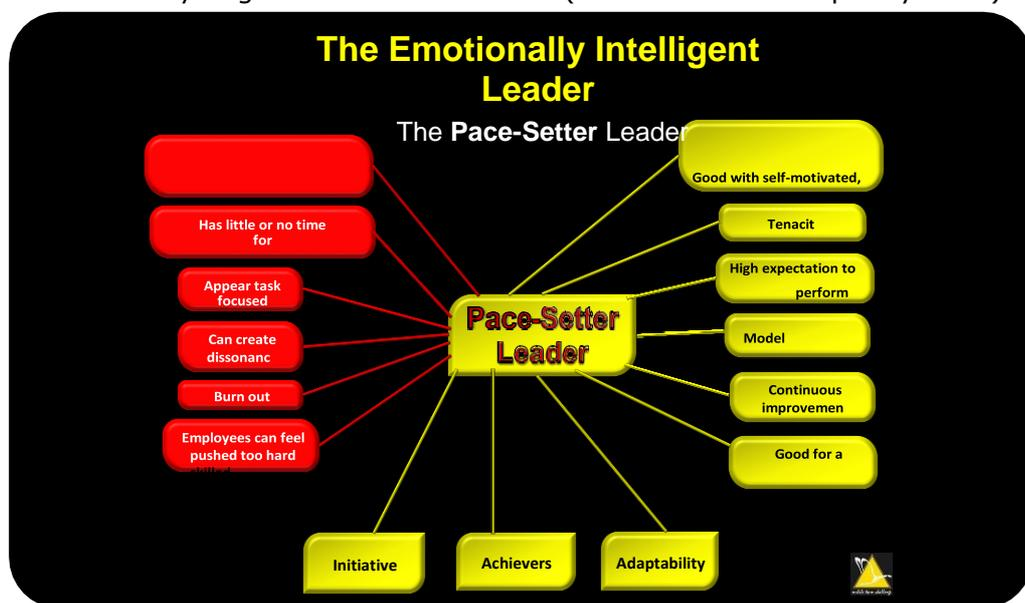 The Emotionally Intelligent
Leader
The Pace-Setter Leader
Good with self-motivated,
Has little or no time
for
Tenacit
Appear task
focused
High expectation to
perform
Pace-Setter
Leader
Can create
dissonanc
Model
Burn out
Continuous
improvemen
Employees can feel
pushed too hard
skilled
Good for a
Initiative
Achievers
Adaptability